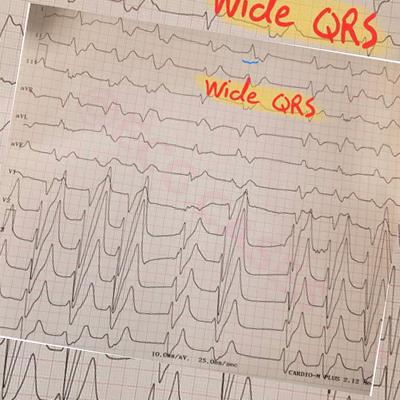 Wide QRS
Wide QRS
II
aVR
aVL
aVF
V1
V2
10.0mm/mV. 25.0mm/sec
CARDIO-M PLUS 2.12